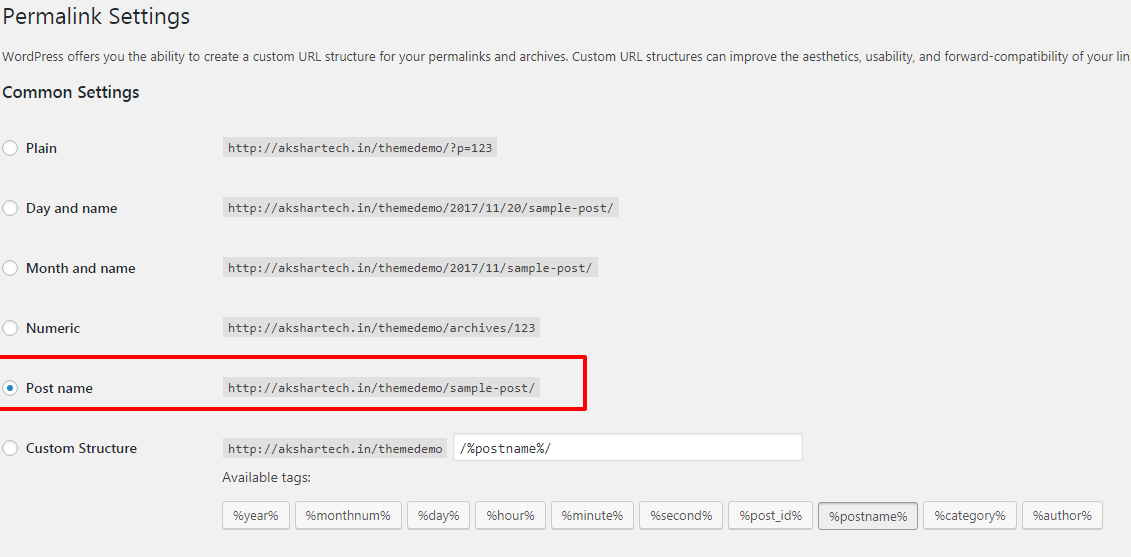 Permalink Settings
WordPress offers you the ability to create a custom URL structure for your permalinks and archives. Custom URL structures can improve the aesthetics, usability, and forward-compatibility of your lin
Common Settings
Plain http://akshartech.in/themedemo/?p=123
Day and name http://akshartech.in/themedemo/2017/11/20/sample-post/
Month and name http://akshartech.in/themedemo/2017/11/sample-post/
Numeric http://akshartech.in/themedemo/archives/123
Post name http://akshartech.in/themedemo/sample-post/
Custom Structure http://akshartech.in/themedemo /%postname%/
Available tags:
%year% %monthnum% %day% %hour% %minute% %second% %post_id% %postname% %category% %author%